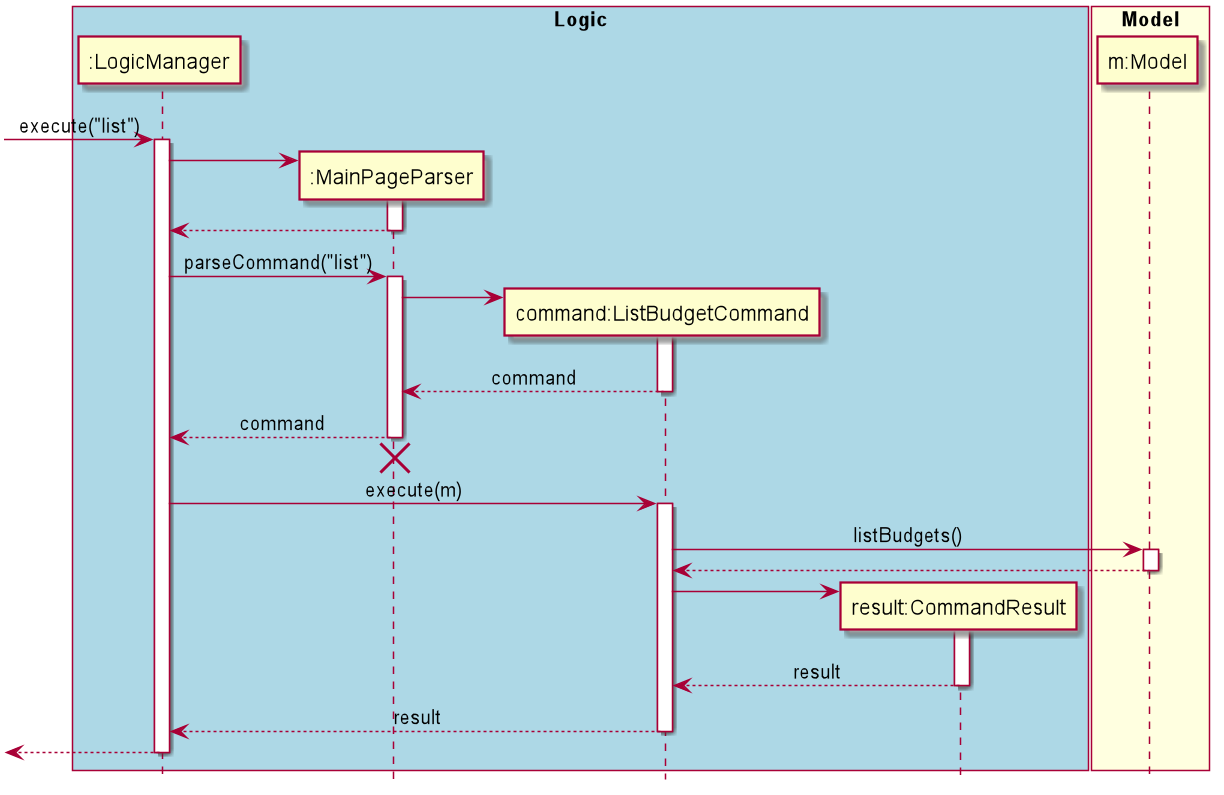 Logic
Model
:LogicManager
m:Model
execute("list")
:MainPageParser
parseCommand("list")
command:ListBudgetCommand
command
command
execute(m)
listBudgets()
result:CommandResult
result
result